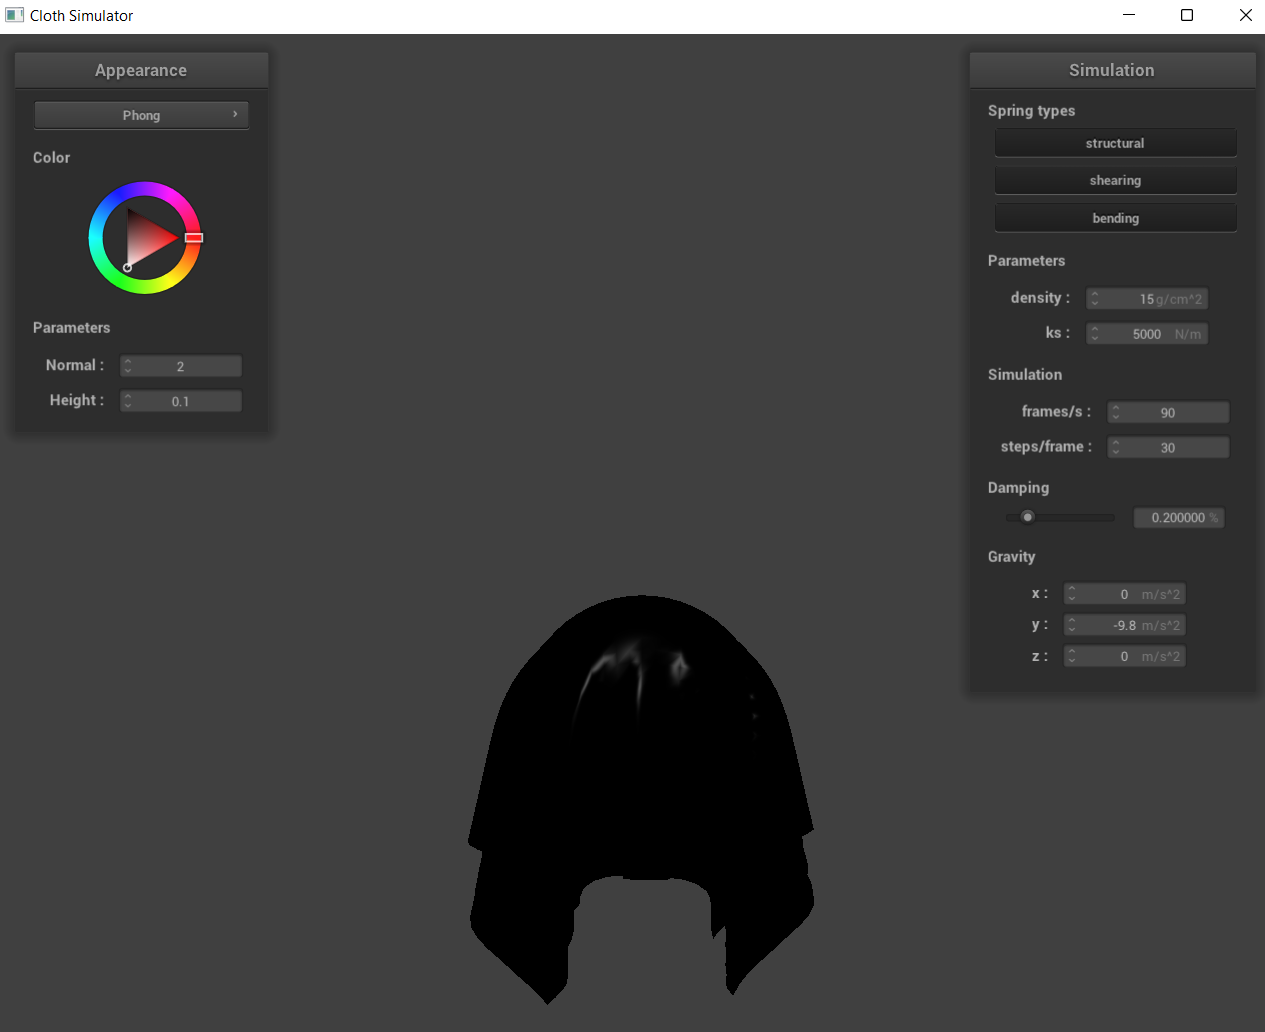 Cloth Simulator
Appearance
Phong
Color
Parameters
Normal :
2
Height :
0.1
Simulation
Spring types
structural
shearing
bending
Parameters
density :
15 g/cm^2
ks :
5000 N/m
Simulation
frames/s :
90
steps/frame :
30
Damping
0.200000 %
Gravity
x :
0 m/s^2
y :
-9.8 m/s^2
z :
0 m/s^2